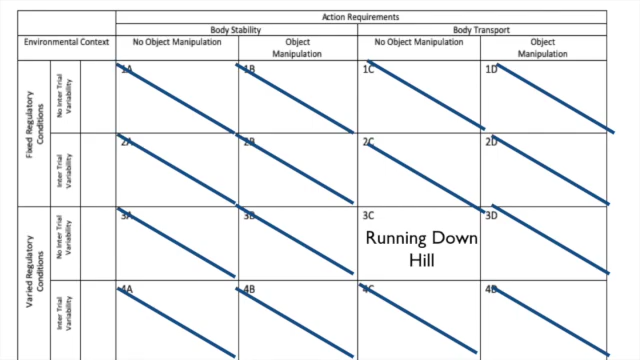 Action Requirements
Body Stability
Body Transport
Environmental Context
No Object Manipulation
Object
Manipulation
No Object Manipulation
Object
Manipulation
Fixed Regulatory
Conditions
No Inter Trial
Variability
1A
1B
1C
1D
Inter Trial
Variability
2A
2B
2C
2D
Varied Regulatory
Conditions
No Inter Trial
Variability
3A
3B
3C
Running Down
Hill
3D
Inter Trial
Variability
4A
4B
4C
4D